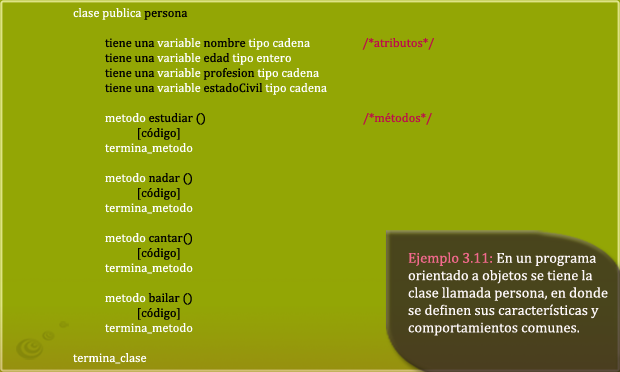 clase publica persona
tiene una variable nombre tipo cadena /*atributos*/
tiene una variable edad tipo entero
tiene una variable profesion tipo cadena
tiene una variable estadoCivil tipo cadena
metodo estudiar () /*métodos*/
[código]
termina_metodo
metodo nadar ()
[código]
termina_metodo
metodo cantar()
[código]
termina_metodo
metodo bailar ()
[código]
termina_metodo
termina_clase
Ejemplo 3.11: En un programa
orientado a objetos se tiene la
clase llamada persona, en donde
se definen sus características y
comportamientos comunes.